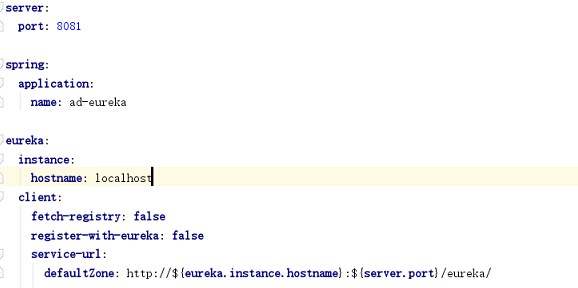 server:
  port: 8081

spring:
  application:
    name: ad-eureka

eureka:
  instance:
    hostname: localhost
  client:
    fetch-registry: false
    register-with-eureka: false
    service-url:
      defaultZone: http://${eureka.instance.hostname}:${server.port}/eureka/